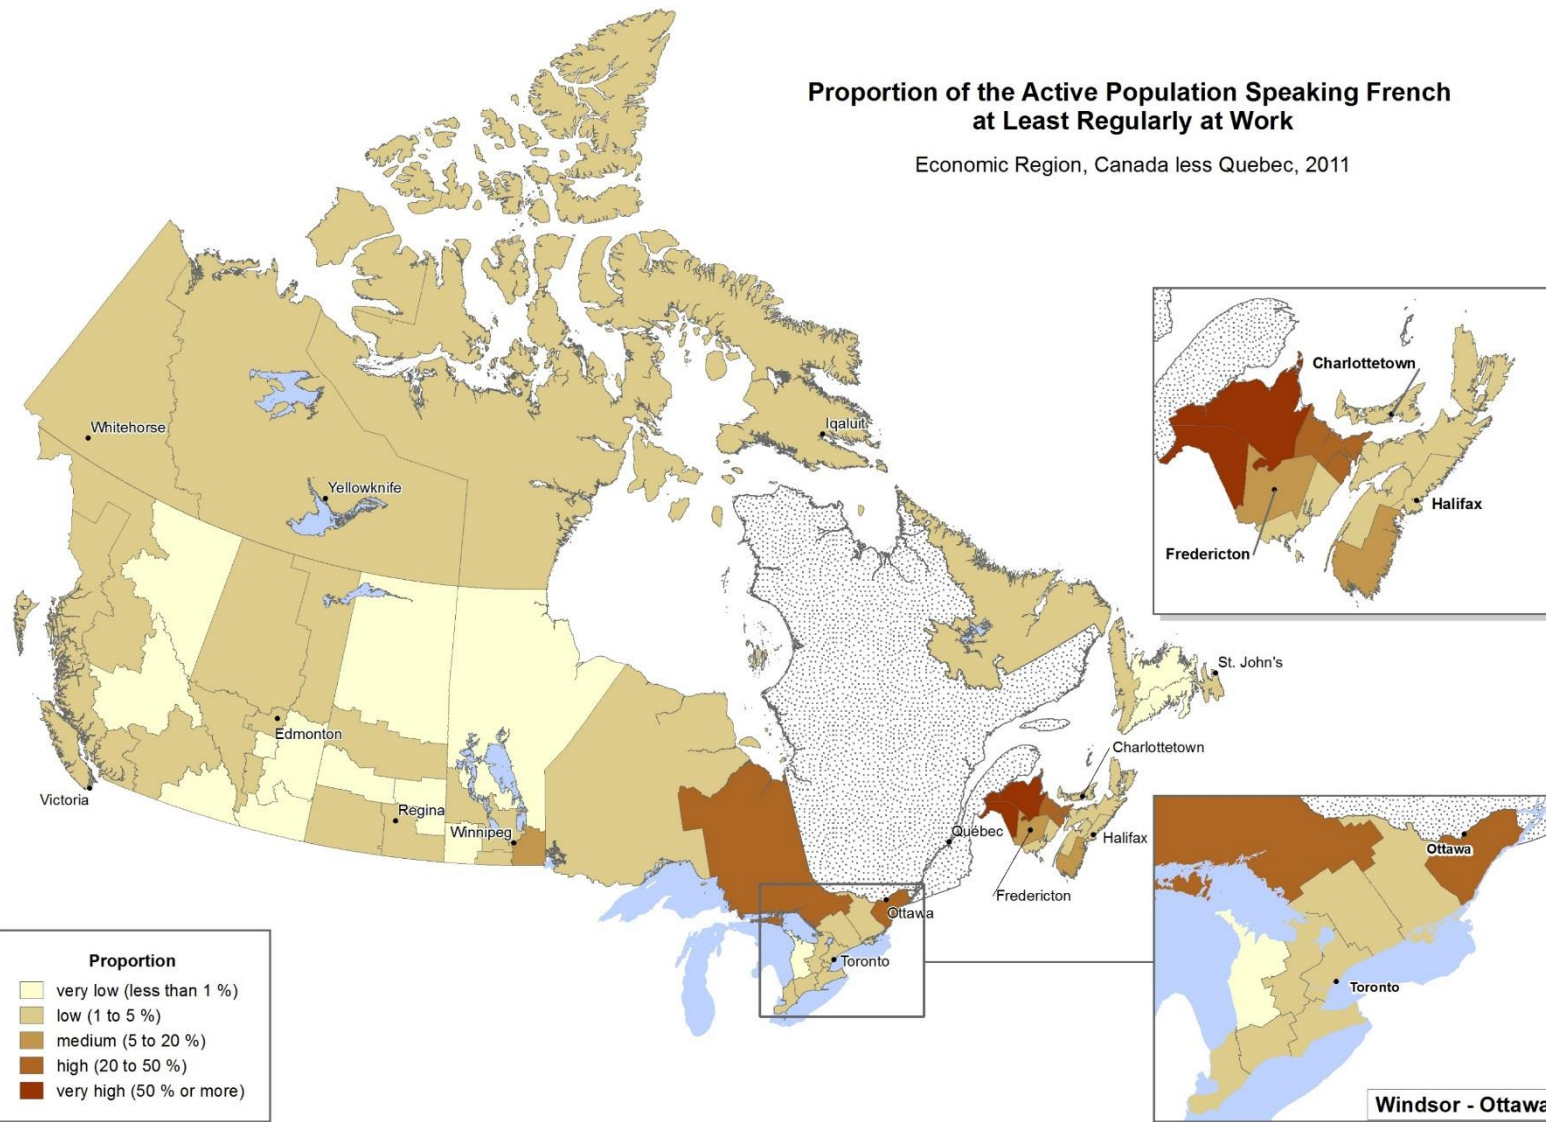 Proportion of the Active Population Speaking French
at Least Regularly at Work
Economic Region, Canada less Quebec, 2011
Charlottetown
Halifax
Fredericton
Whitehorse
Iqaluit
Yellowknife
St. John's
Edmonton
Charlottetown
Victoria
Regina
Winnipeg
Québec
Halifax
Fredericton
Ottawa
Toronto
Ottawa
Toronto
Windsor - Ottawa
Proportion
very low (less than 1 %)
low (1 to 5 %)
medium (5 to 20 %)
high (20 to 50 %)
very high (50 % or more)